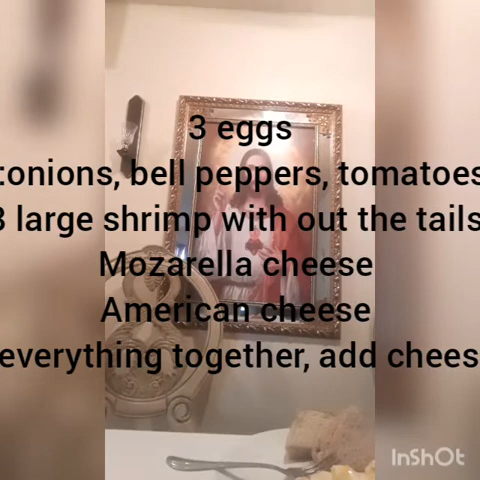 3 eggs
onions, bell peppers, tomatoes
large shrimp with out the tails
Mozarella cheese
American cheese
everything together, add
InShOt